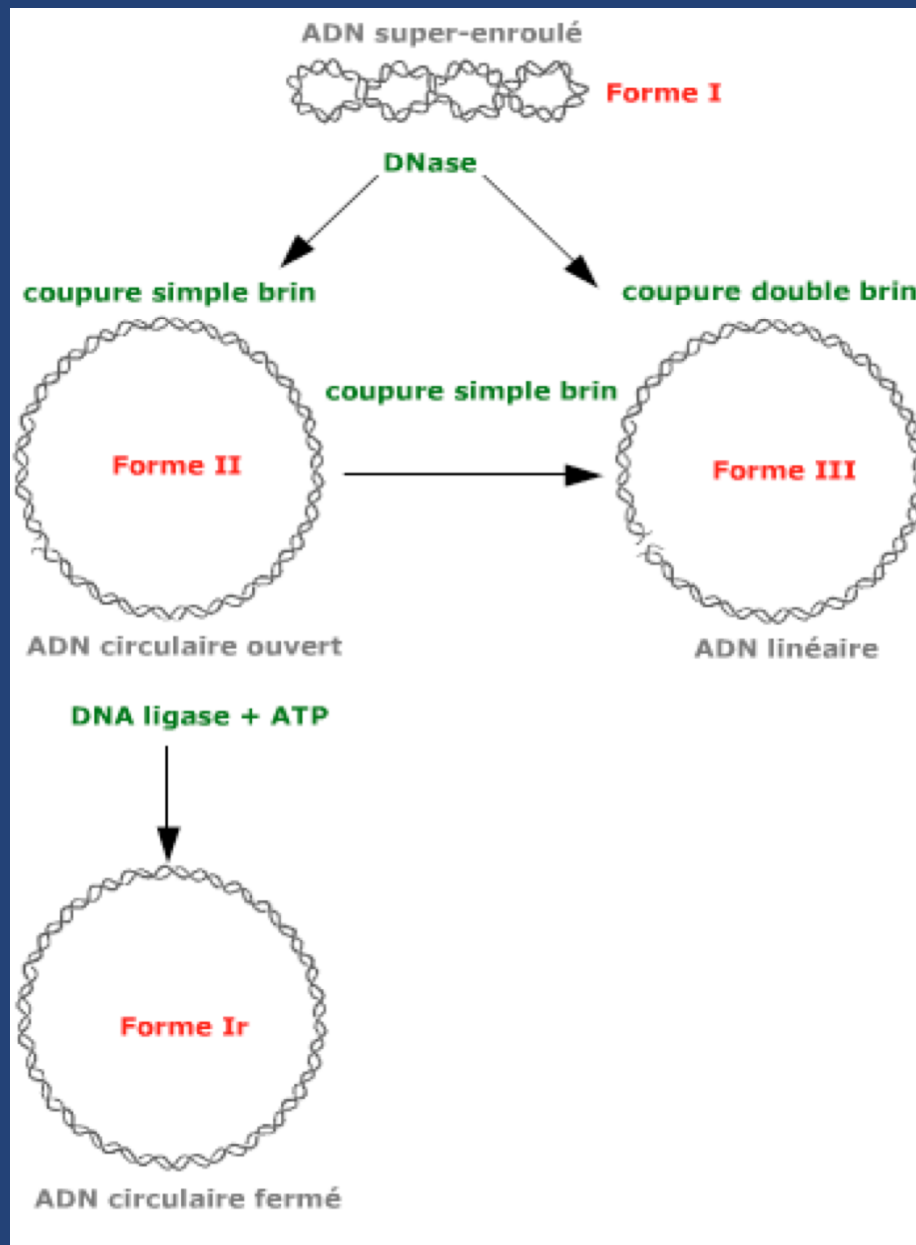 ADN super-enroulé
Forme I
DNase
coupure simple brin
coupure double brin
coupure simple brin
Forme II
Forme III
ADN circulaire ouvert
ADN linéaire
DNA ligase + ATP
Forme Ir
ADN circulaire fermé